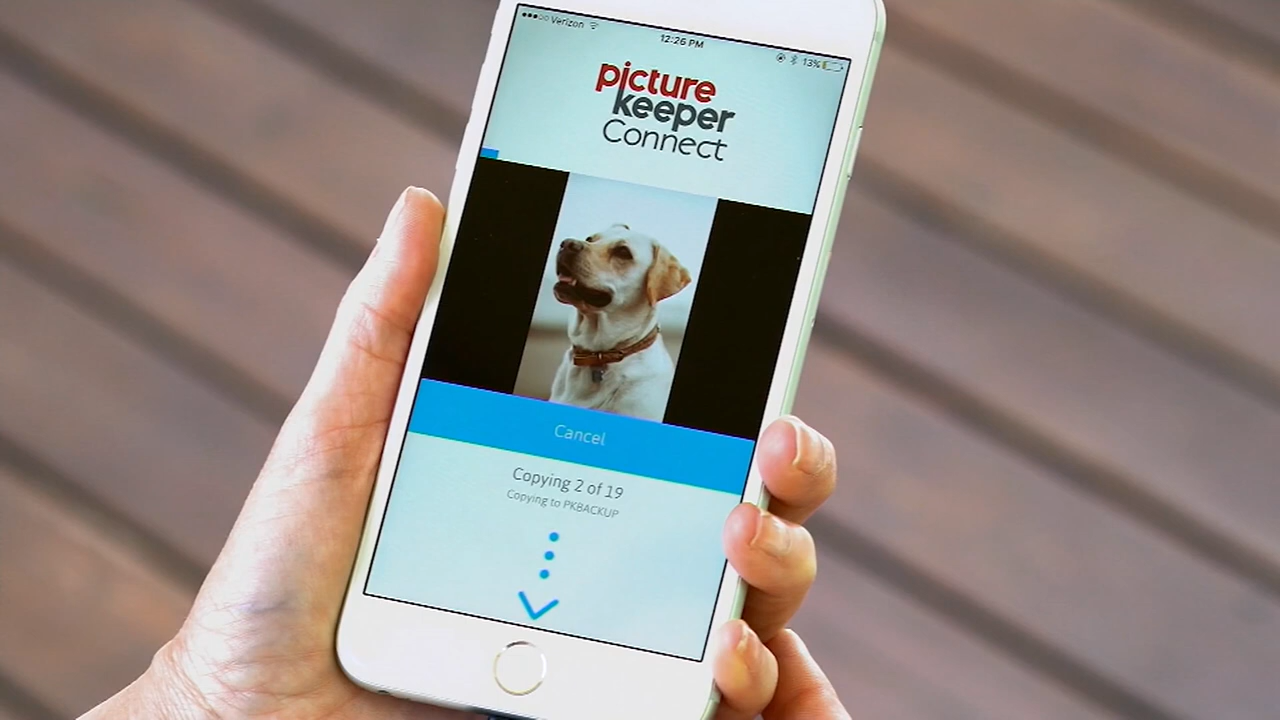 Verizon
12:26 PM
13%
picture
keeper
Connect
Cancel
Copying 2 of 19
Copying to PKBACKUP